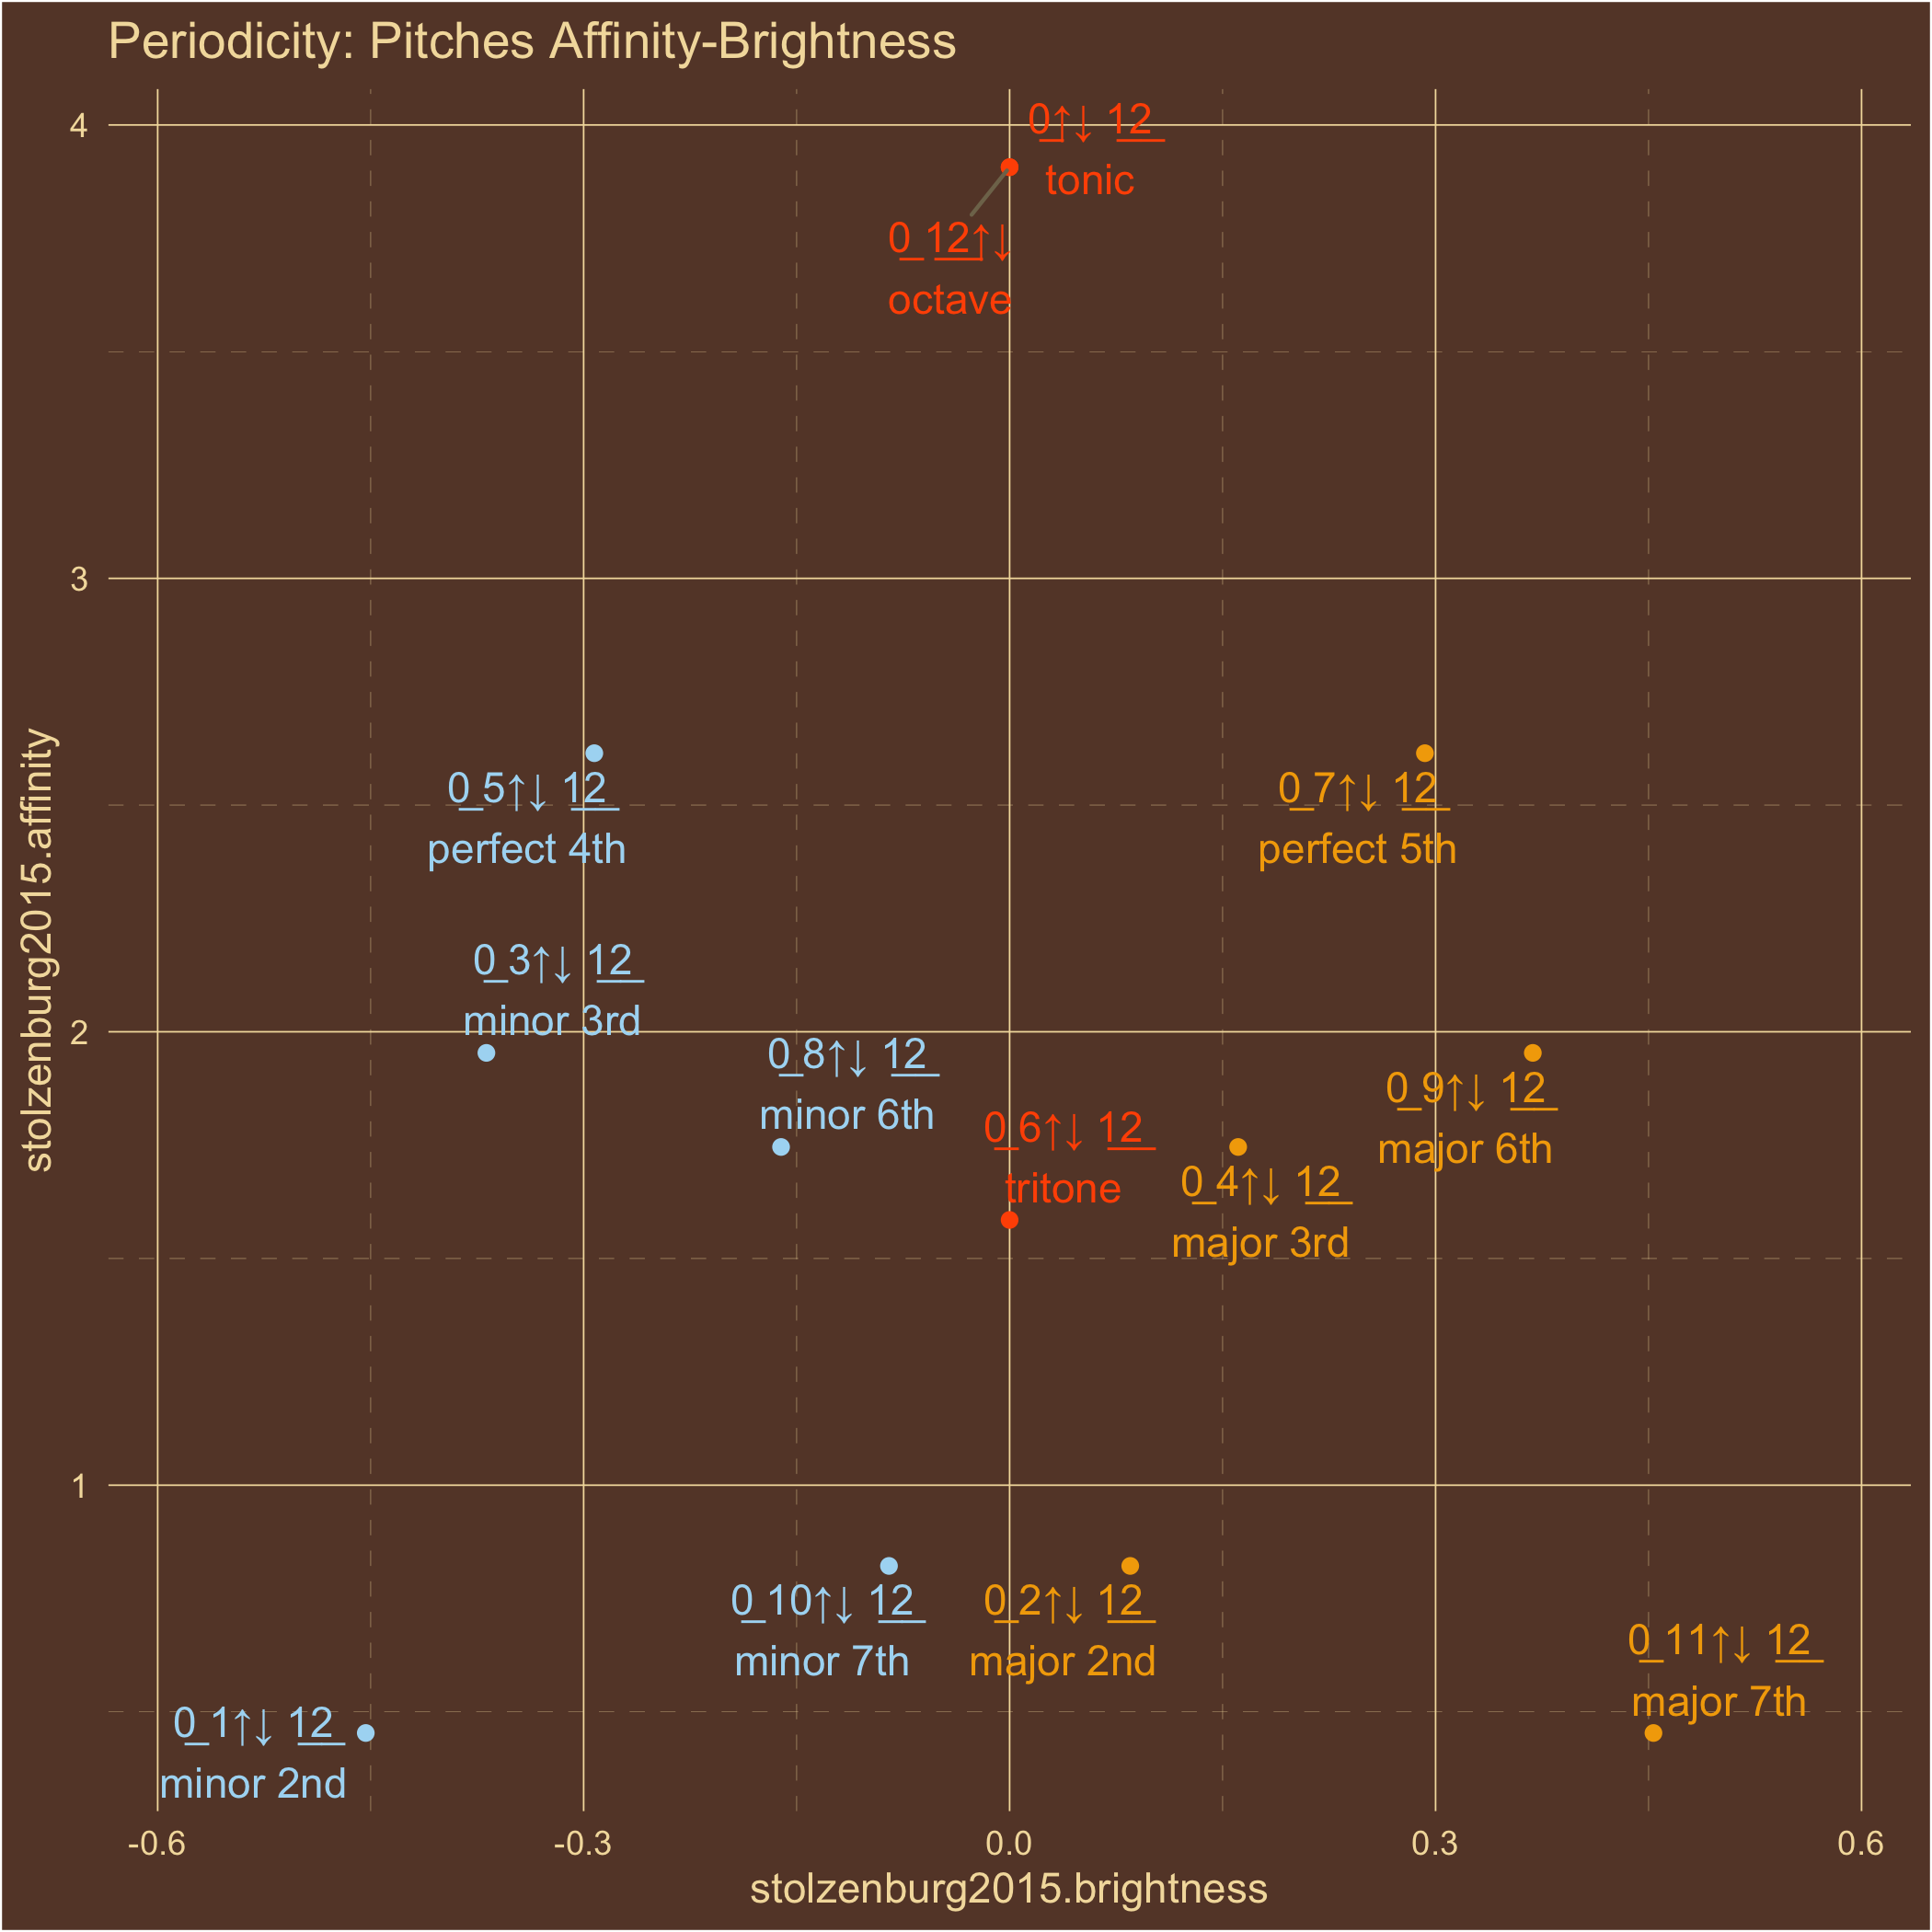 Periodicity: Pitches Affinity-Brightness
4
0↑↓ 12
tonic
0 12↑↓
octave
3
0 5↑↓ 12
perfect 4th
0 7↑↓ 12
perfect 5th
0 3↑↓ 12
minor 3rd
2
0 8↑↓ 12
minor 6th
0 6↑↓ 12
tritone
0 4↑↓ 12
major 3rd
0 9↑↓ 12
major 6th
1
0 10↑↓ 12
minor 7th
0 2↑↓ 12
major 2nd
0 11↑↓ 12
major 7th
0 1↑↓ 12
minor 2nd
-0.6 -0.3 0.0 0.3 0.6
stolzenburg2015.brightness
stolzenburg2015.affinity